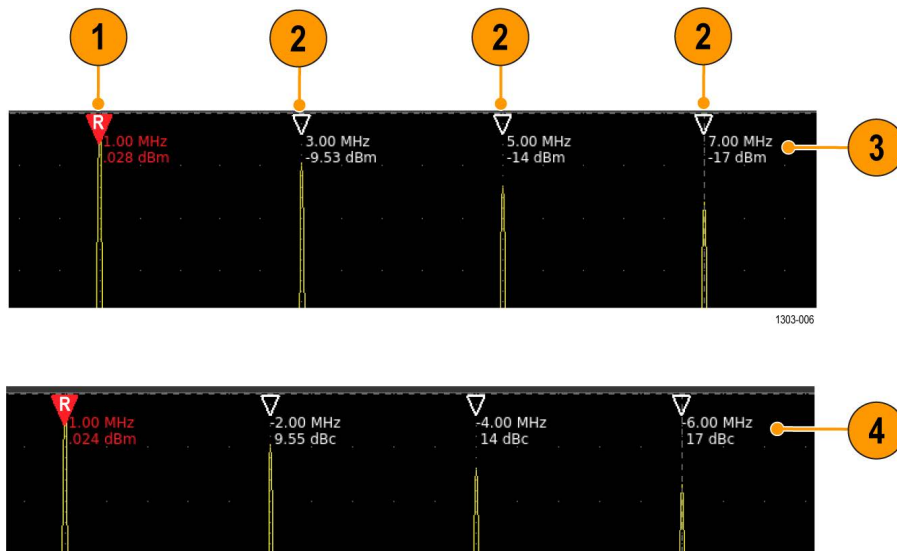 1 2 2 2
R
1.00 MHz 3.00 MHz 5.00 MHz 7.00 MHz
.028 dBm -9.53 dBm -14 dBm -17 dBm
3
1303-006
R
1.00 MHz -2.00 MHz -4.00 MHz -6.00 MHz
.024 dBm 9.55 dBc 14 dBc 17 dBc
4